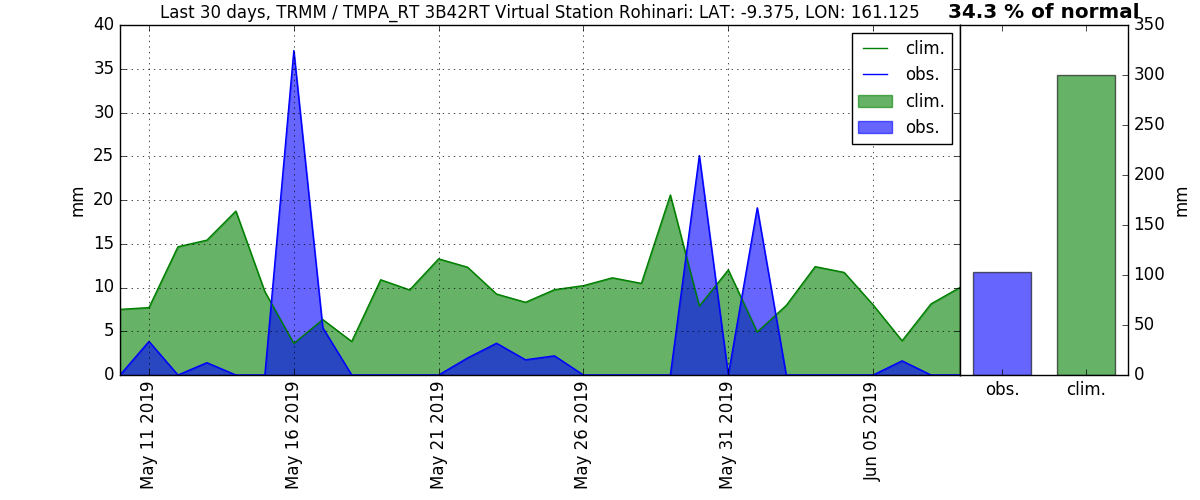 Last 30 days, TRMM / TMPA_RT 3B42RT Virtual Station Rohinari: LAT: -9.375, LON: 161.125
34.3 % of normal
40
35
30
25
20
15
10
5
0
mm
clim.
obs.
clim.
obs.
May 11 2019
May 16 2019
May 21 2019
May 26 2019
May 31 2019
Jun 05 2019
350
300
250
200
150
100
50
0
mm
obs.
clim.